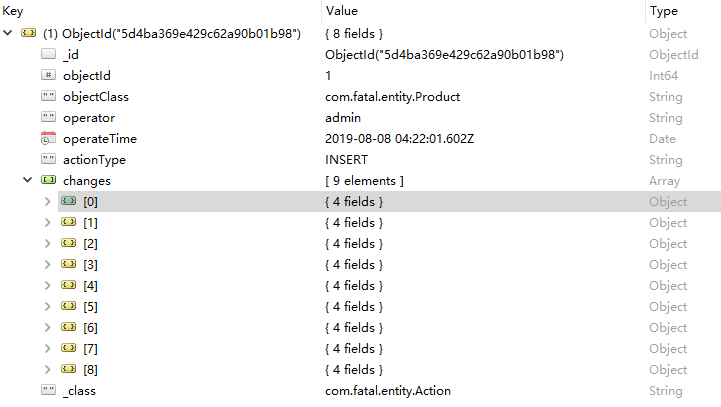 Key Value Type
(1) ObjectId("5d4ba369e429c62a90b01b98") { 8 fields } Object
_id ObjectId("5d4ba369e429c62a90b01b98") ObjectId
# objectId 1 Int64
" " objectClass com.fatal.entity.Product String
" " operator admin String
operateTime 2019-08-08 04:22:01.602Z Date
" " actionType INSERT String
changes [ 9 elements ] Array
[0] { 4 fields } Object
[1] { 4 fields } Object
[2] { 4 fields } Object
[3] { 4 fields } Object
[4] { 4 fields } Object
[5] { 4 fields } Object
[6] { 4 fields } Object
[7] { 4 fields } Object
[8] { 4 fields } Object
" " _class com.fatal.entity.Action String